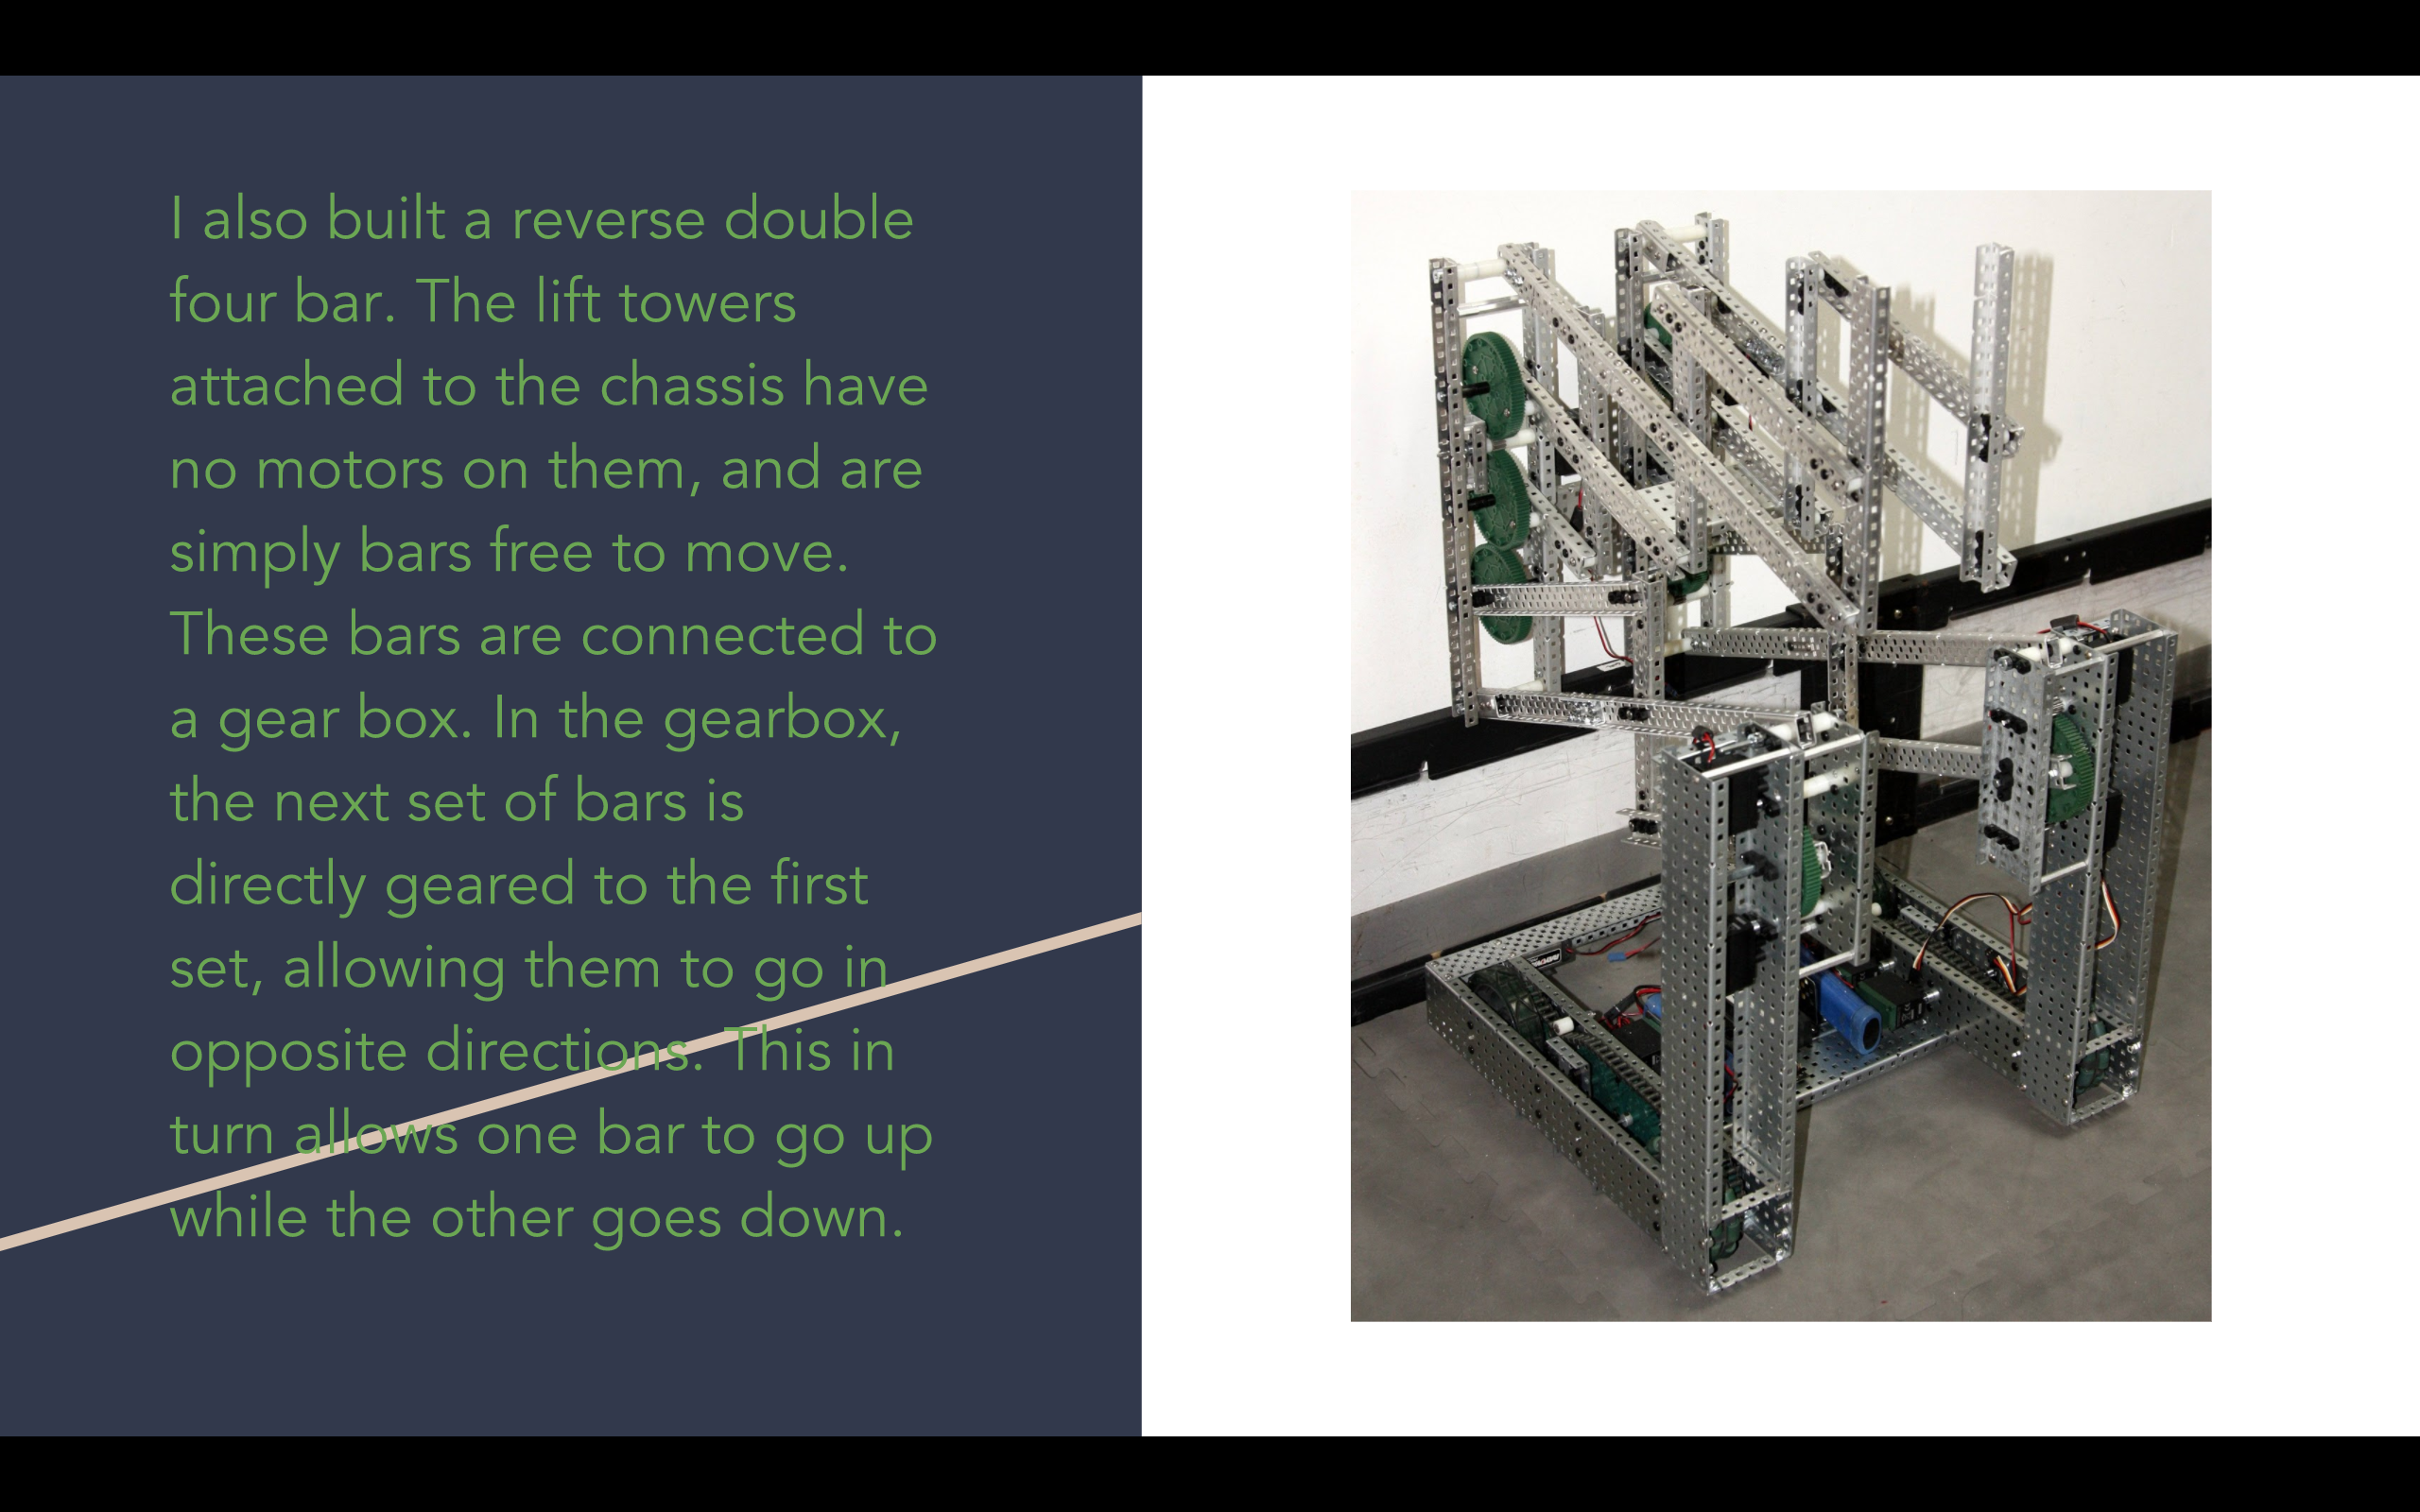 I also built a reverse double
four bar. The lift towers
attached to the chassis have
no motors on them, and are
simply bars free to move.
These bars are connected to
a gear box. In the gearbox,
the next set of bars is
directly geared to the first
set, allowing them to go in
opposite directions. This in
turn allows one bar to go up
while the other goes down.